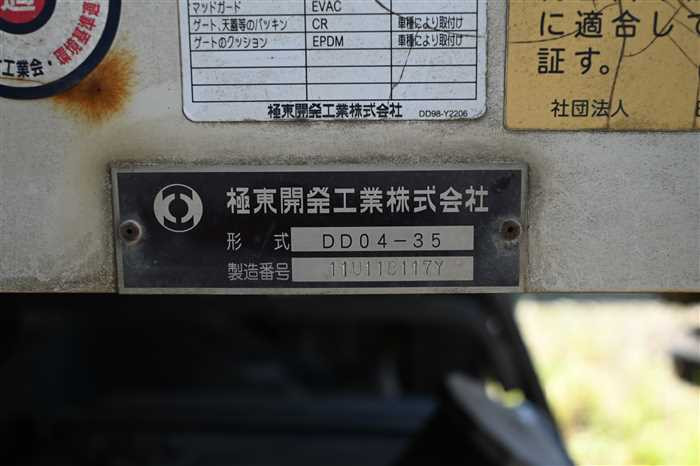 適
工業会・
マッドガード EVAC
ゲート、天蓋等のパッキン CR 車種により取付け
ゲートのクッション EPDM 車種により取付け
極東開発工業株式会社 DD98-Y2206
に適合し
証す。
社団法人
極東開発工業株式会社
形式 DD04-35
製造番号